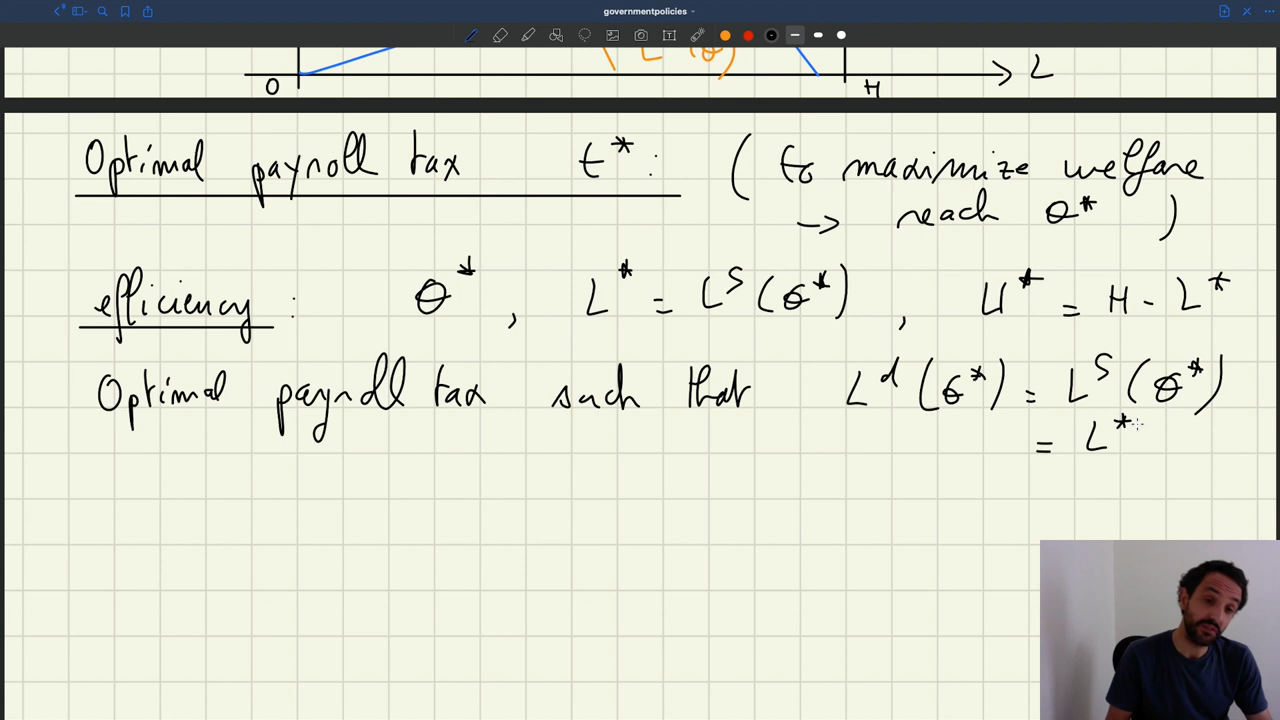 governmentpolicies
L (θ)
0 H L
Optimal payroll tax t* : ( to maximize welfare
→ reach θ* )
efficiency : θ* , L* = L^S (θ*) , U* = H - L*
Optimal payroll tax such that L^d (θ*) = L^S (θ*)
= L*